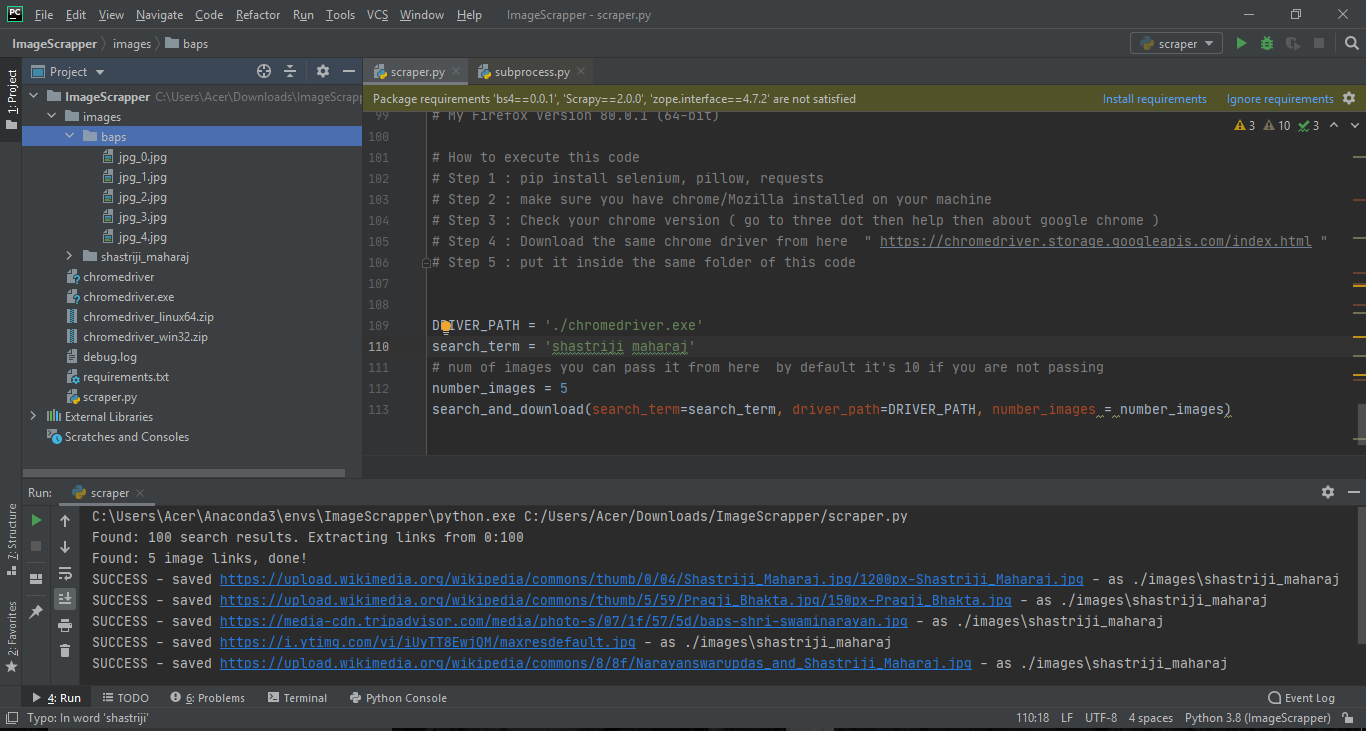 PC File Edit View Navigate Code Refactor Run Tools VCS Window Help ImageScrapper - scraper.py
ImageScrapper images baps scraper
1: Project
Project
scraper.py subprocess.py
ImageScrapper C:\Users\Acer\Downloads\ImageScrapp
images
baps
jpg_0.jpg
jpg_1.jpg
jpg_2.jpg
jpg_3.jpg
jpg_4.jpg
shastriji_maharaj
chromedriver
chromedriver.exe
chromedriver_linux64.zip
chromedriver_win32.zip
debug.log
requirements.txt
scraper.py
External Libraries
Scratches and Consoles
Package requirements 'bs4==0.0.1', 'Scrapy==2.0.0', 'zope.interface==4.7.2' are not satisfied Install requirements Ignore requirements
3 10 3
99 # My Firefox Version 80.0.1 (64-bit)
100
101 # How to execute this code
102 # Step 1 : pip install selenium, pillow, requests
103 # Step 2 : make sure you have chrome/Mozilla installed on your machine
104 # Step 3 : Check your chrome version ( go to three dot then help then about google chrome )
105 # Step 4 : Download the same chrome driver from here " https://chromedriver.storage.googleapis.com/index.html "
106 # Step 5 : put it inside the same folder of this code
107
108
109 DRIVER_PATH = './chromedriver.exe'
110 search_term = 'shastriji maharaj'
111 # num of images you can pass it from here by default it's 10 if you are not passing
112 number_images = 5
113 search_and_download(search_term=search_term, driver_path=DRIVER_PATH, number_images = number_images)
Run: scraper
C:\Users\Acer\Anaconda3\envs\ImageScrapper\python.exe C:/Users/Acer/Downloads/ImageScrapper/scraper.py
Found: 100 search results. Extracting links from 0:100
Found: 5 image links, done!
SUCCESS - saved https://upload.wikimedia.org/wikipedia/commons/thumb/0/04/Shastriji_Maharaj.jpg/1200px-Shastriji_Maharaj.jpg - as ./images\shastriji_maharaj
SUCCESS - saved https://upload.wikimedia.org/wikipedia/commons/thumb/5/59/Pragji_Bhakta.jpg/150px-Pragji_Bhakta.jpg - as ./images\shastriji_maharaj
SUCCESS - saved https://media-cdn.tripadvisor.com/media/photo-s/07/1f/57/5d/baps-shri-swaminarayan.jpg - as ./images\shastriji_maharaj
SUCCESS - saved https://i.ytimg.com/vi/iUyTT8EwjQM/maxresdefault.jpg - as ./images\shastriji_maharaj
SUCCESS - saved https://upload.wikimedia.org/wikipedia/commons/8/8f/Narayanswarupdas_and_Shastriji_Maharaj.jpg - as ./images\shastriji_maharaj
7: Structure
2: Favorites
4: Run TODO 6: Problems Terminal Python Console Event Log
Typo: In word 'shastriji' 110:18 LF UTF-8 4 spaces Python 3.8 (ImageScrapper)